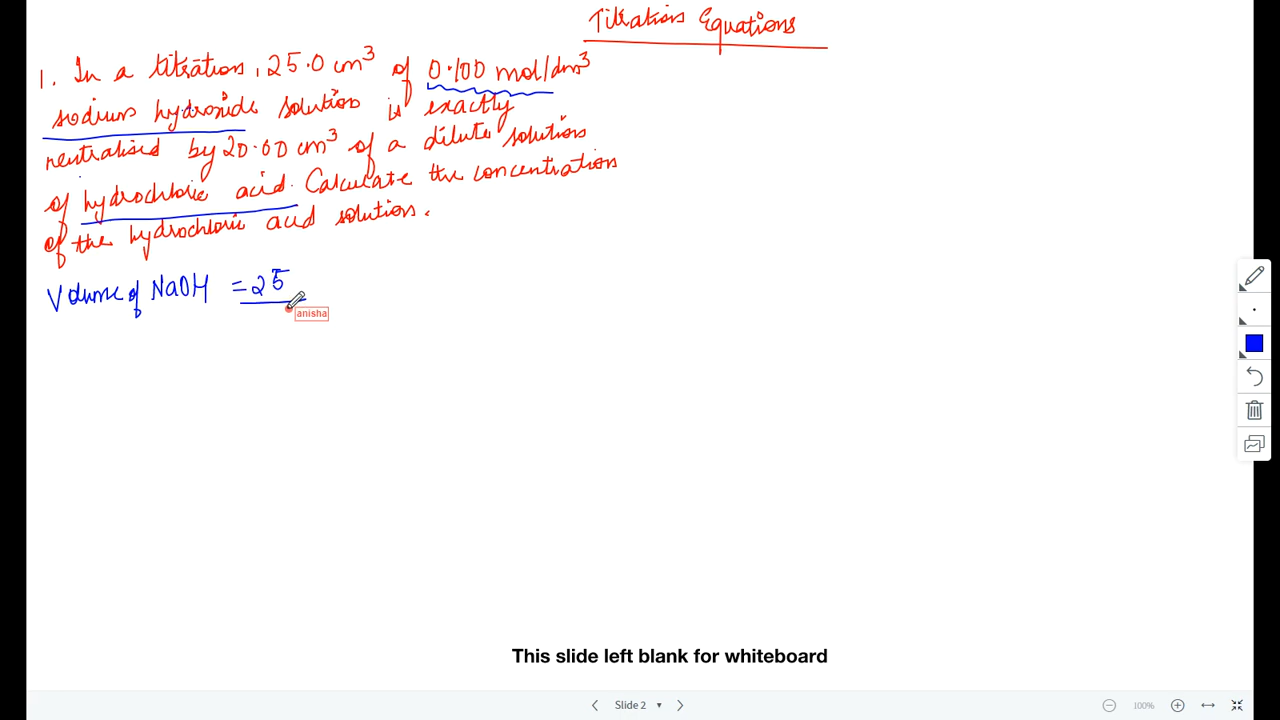 Titrations Equations
1. In a titration, 25.0 cm³ of 0.100 mol/dm³
sodium hydroxide solution is exactly
neutralised by 20.00 cm³ of a dilute solution
of hydrochloric acid. Calculate the concentration
of the hydrochloric acid solution.
Volume of NaOH = 25
anisha
This slide left blank for whiteboard
Slide 2
100%